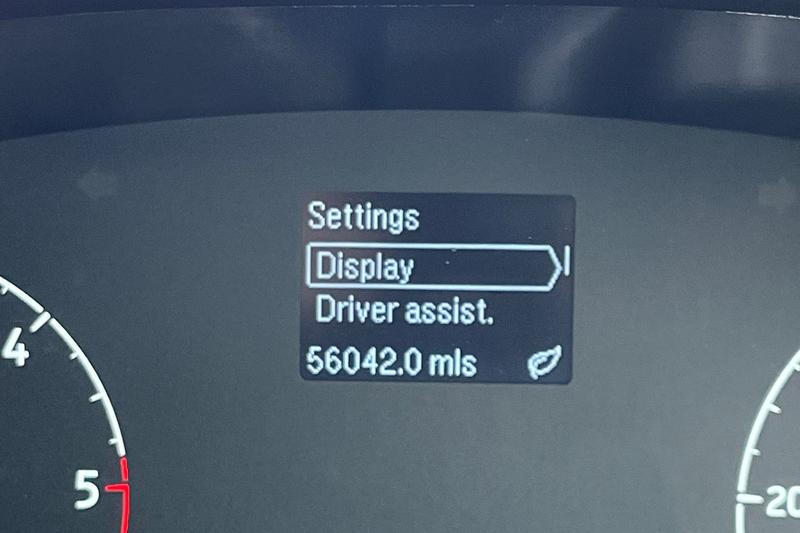 Settings
Display
Driver assist.
56042.0 mls
4
5
20